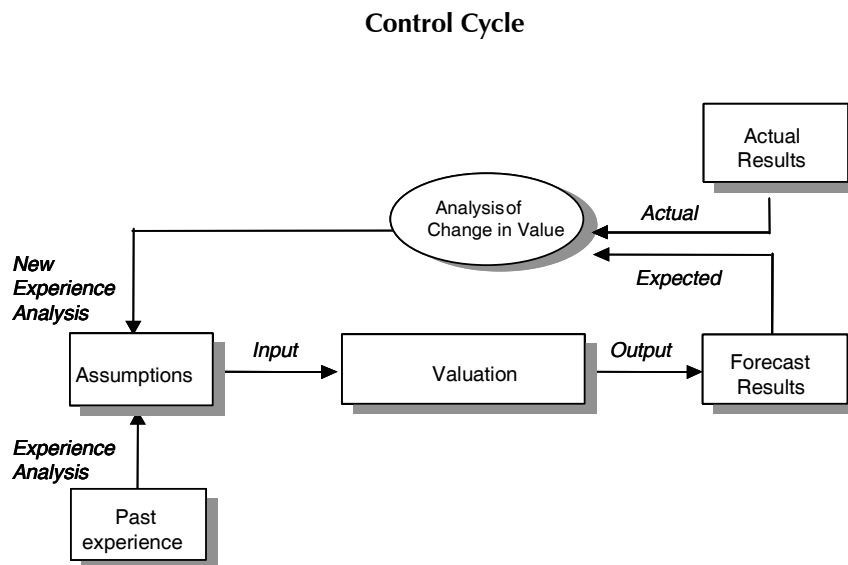 Control Cycle
Actual
Results
Analysis of
Change in Value
Actual
New
Experience
Analysis
Expected
Assumptions
Input
Valuation
Output
Forecast
Results
Experience
Analysis
Past
experience